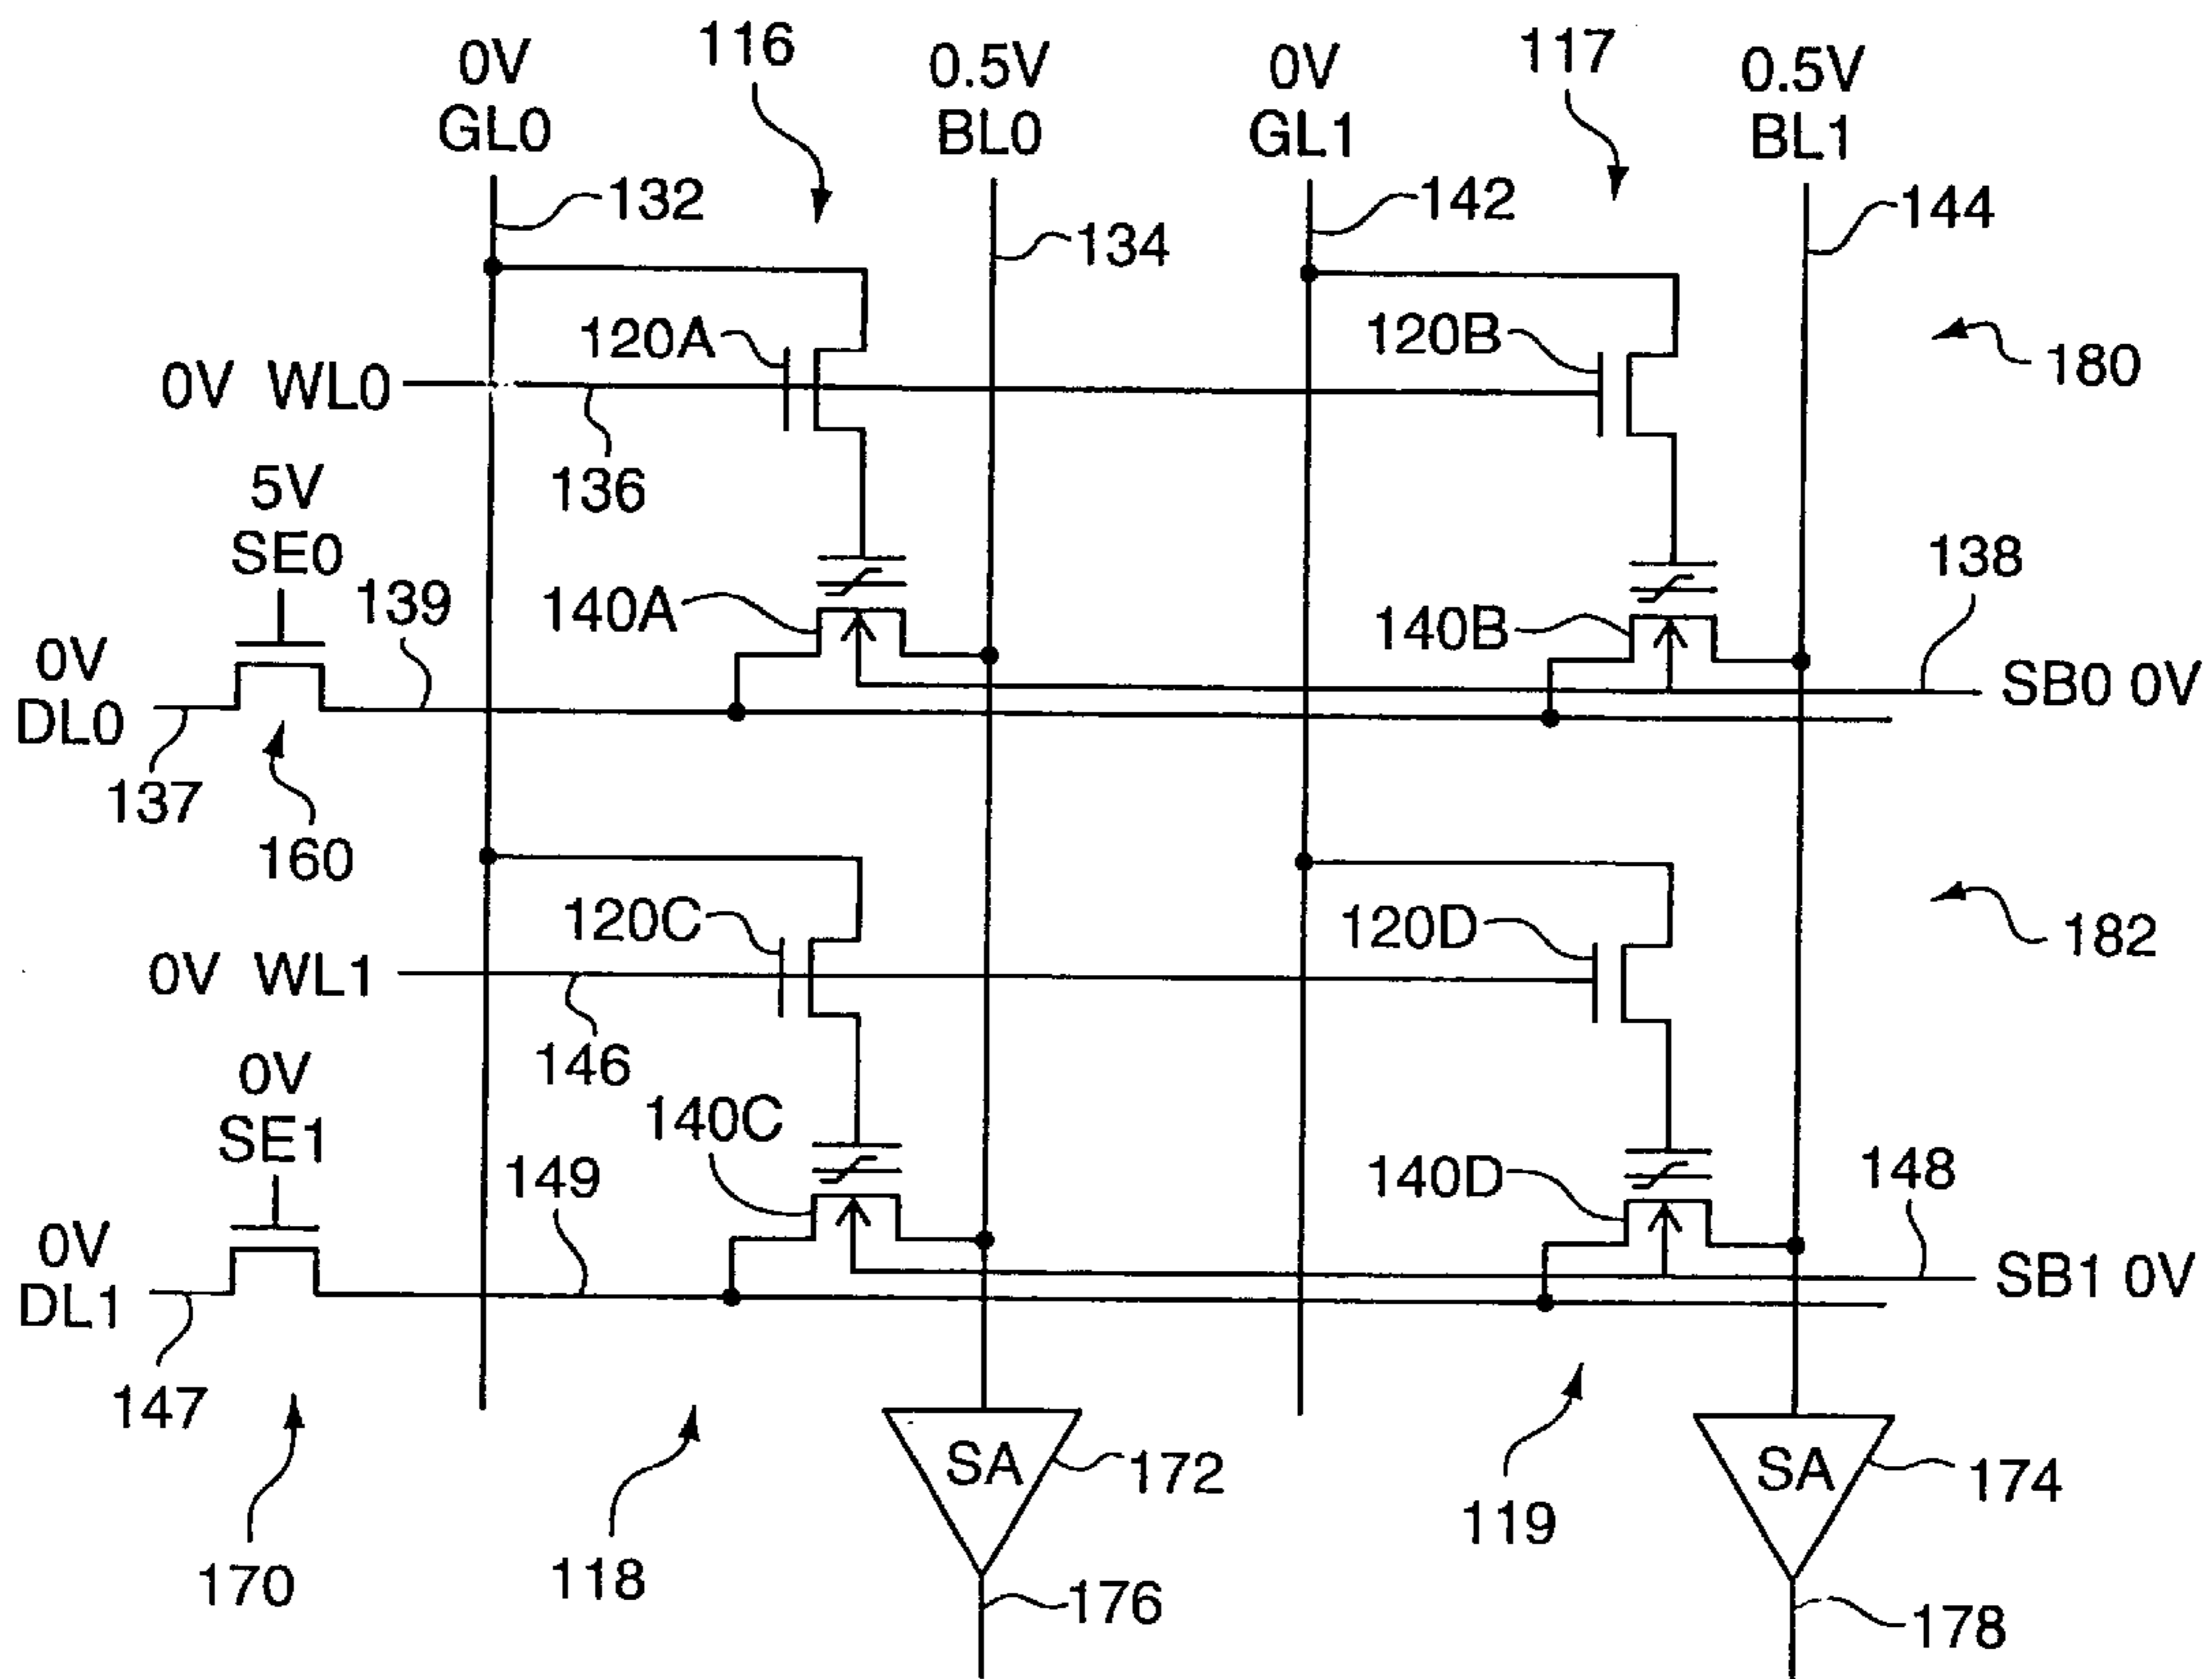 0V
GL0
116
0.5V
BL0
0V
GL1
117
0.5V
BL1
132
134
142
144
120A
120B
180
0V WL0
136
5V
SE0
139
140A
140B
138
0V
DL0
SB0 0V
137
160
120C
120D
182
0V WL1
146
0V
SE1
140C
149
140D
148
0V
DL1
SB1 0V
147
SA
172
SA
174
119
170
118
176
178